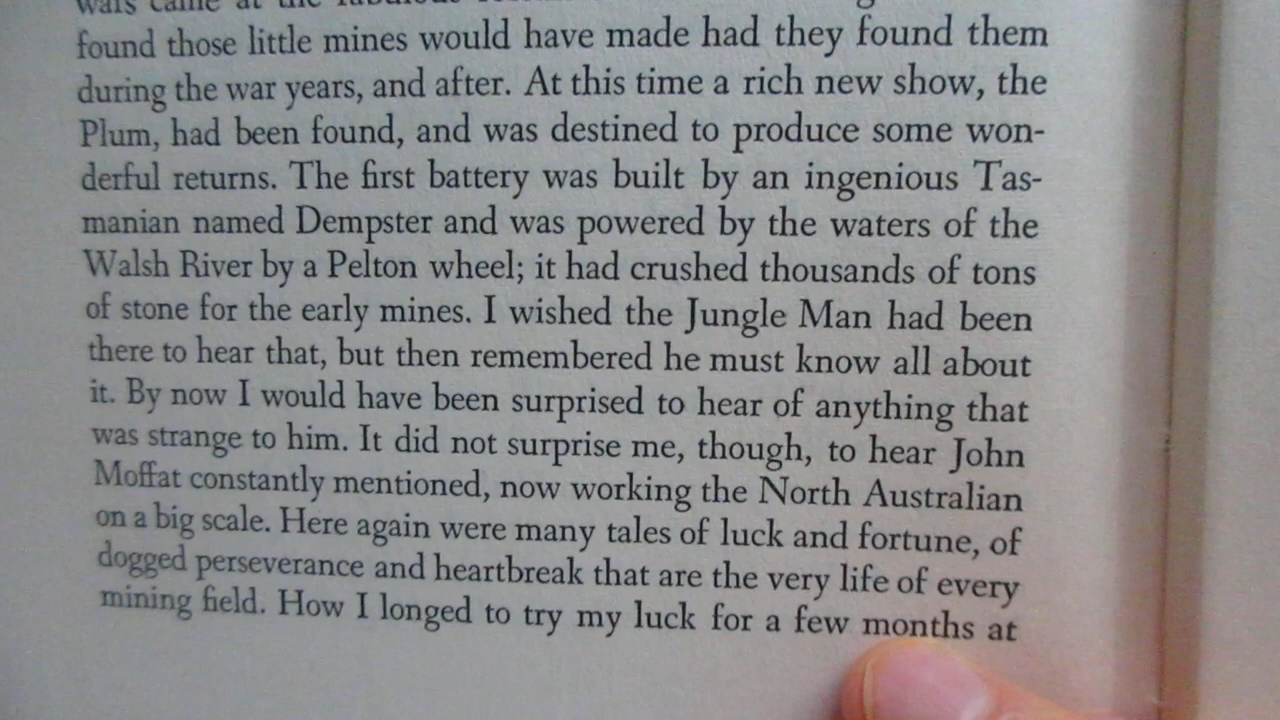 wars came at the fabulous
found those little mines would have made had they found them
during the war years, and after. At this time a rich new show, the
Plum, had been found, and was destined to produce some won-
derful returns. The first battery was built by an ingenious Tas-
manian named Dempster and was powered by the waters of the
Walsh River by a Pelton wheel; it had crushed thousands of tons
of stone for the early mines. I wished the Jungle Man had been
there to hear that, but then remembered he must know all about
it. By now I would have been surprised to hear of anything that
was strange to him. It did not surprise me, though, to hear John
Moffat constantly mentioned, now working the North Australian
on a big scale. Here again were many tales of luck and fortune, of
dogged perseverance and heartbreak that are the very life of every
mining field. How I longed to try my luck for a few months at